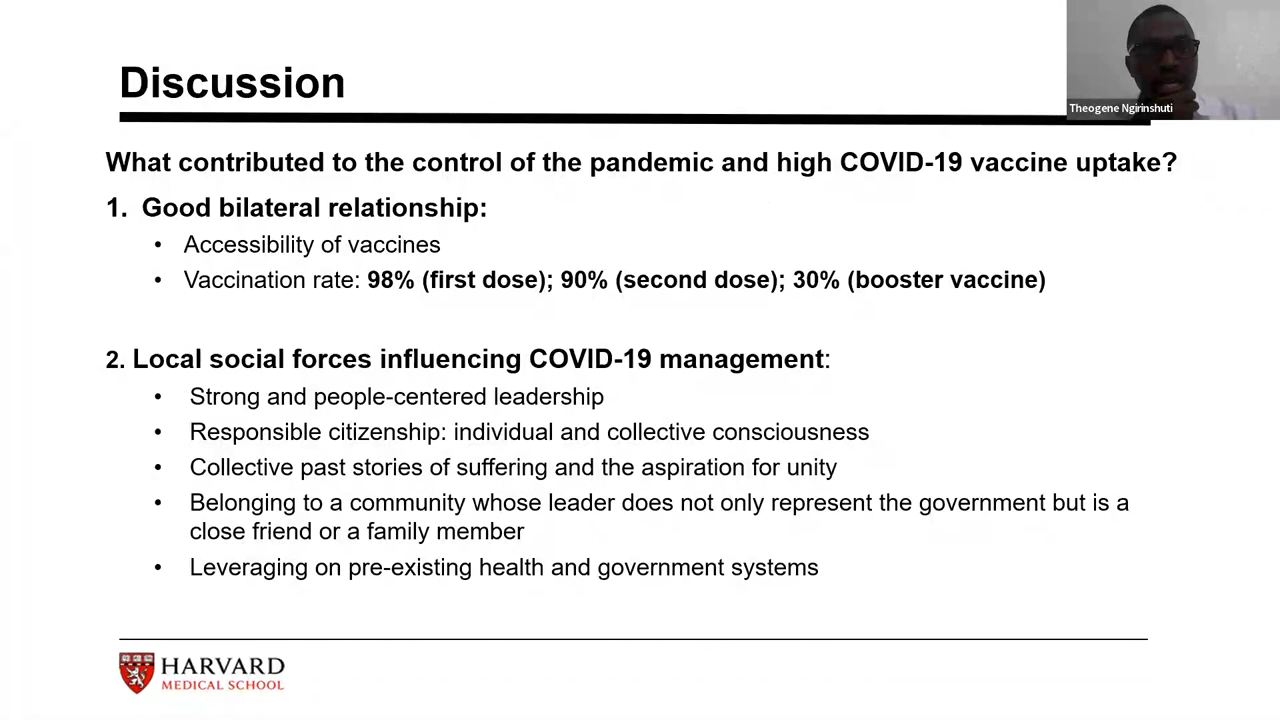 Discussion
Theogene Ngirinshuti
What contributed to the control of the pandemic and high COVID-19 vaccine uptake?
1. Good bilateral relationship:
• Accessibility of vaccines
• Vaccination rate: 98% (first dose); 90% (second dose); 30% (booster vaccine)
2. Local social forces influencing COVID-19 management:
• Strong and people-centered leadership
• Responsible citizenship: individual and collective consciousness
• Collective past stories of suffering and the aspiration for unity
• Belonging to a community whose leader does not only represent the government but is a
close friend or a family member
• Leveraging on pre-existing health and government systems
HARVARD
MEDICAL SCHOOL